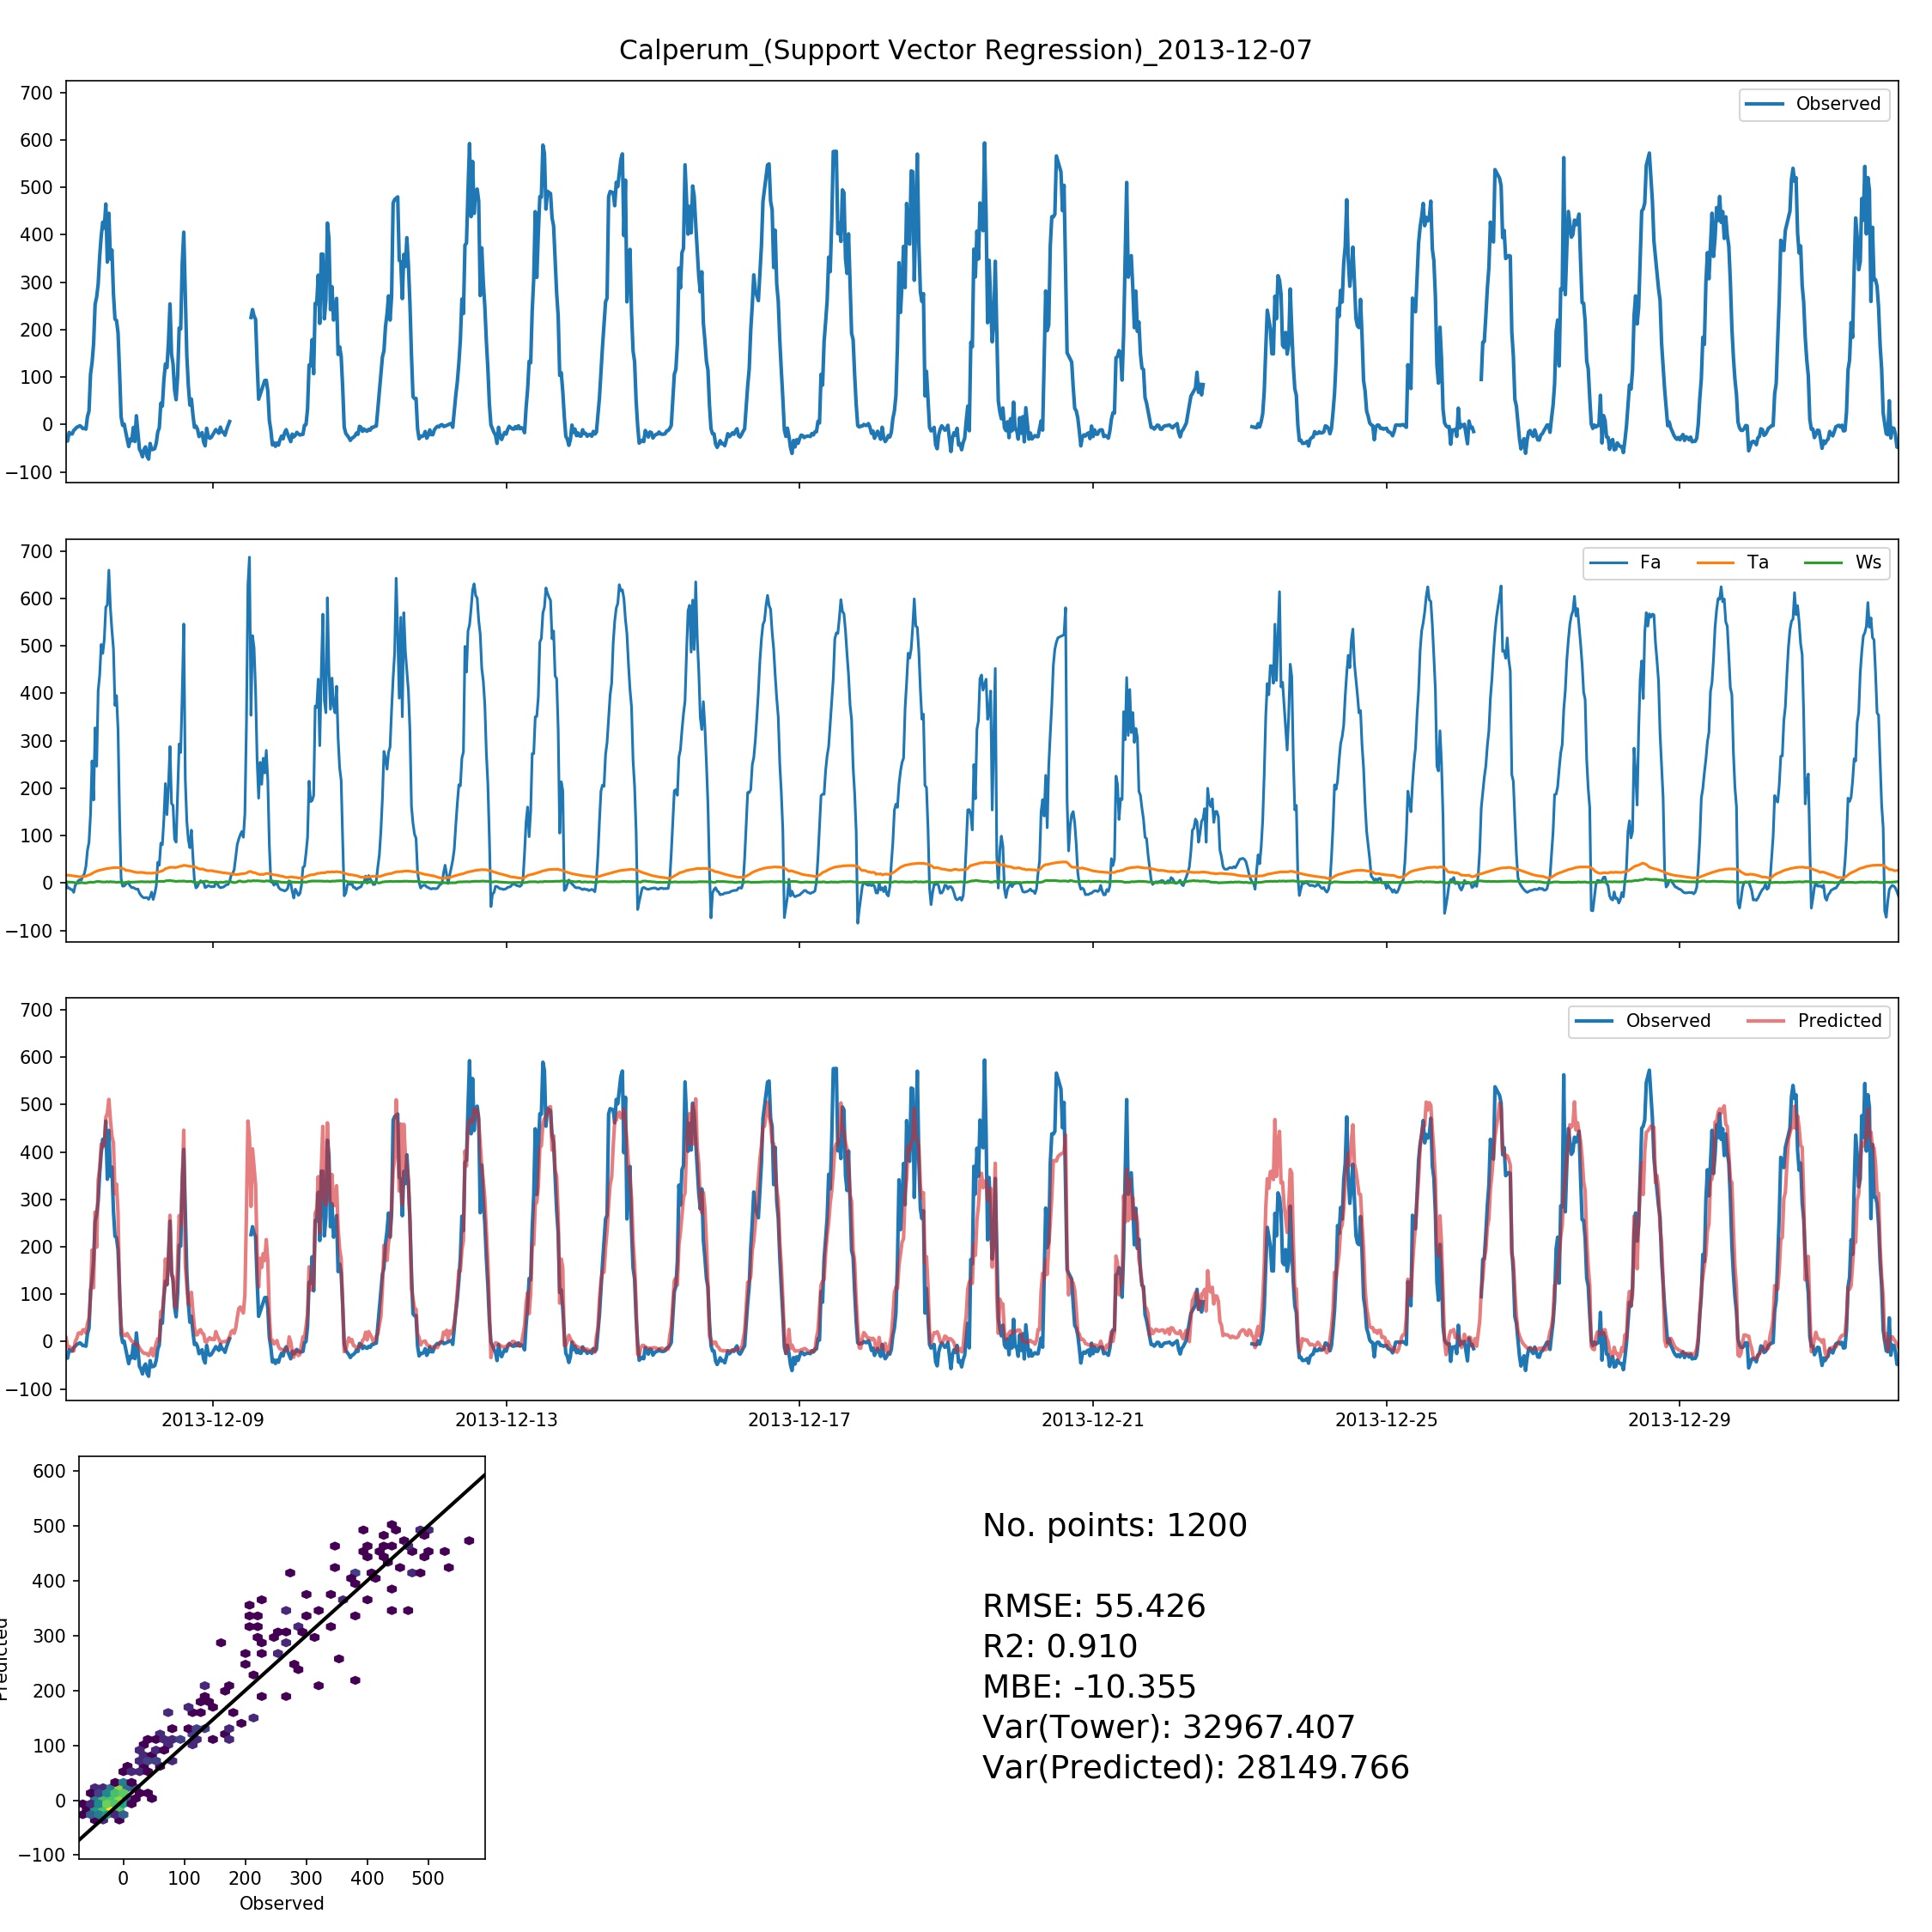 Calperum_(Support Vector Regression)_2013-12-07
700
600
500
400
300
200
100
0
−100
Observed
700
600
500
400
300
200
100
0
−100
Fa Ta Ws
700
600
500
400
300
200
100
0
−100
Observed Predicted
2013-12-09 2013-12-13 2013-12-17 2013-12-21 2013-12-25 2013-12-29
600
500
400
300
200
100
0
−100
Predicted
0 100 200 300 400 500
Observed
No. points: 1200
RMSE: 55.426
R2: 0.910
MBE: -10.355
Var(Tower): 32967.407
Var(Predicted): 28149.766